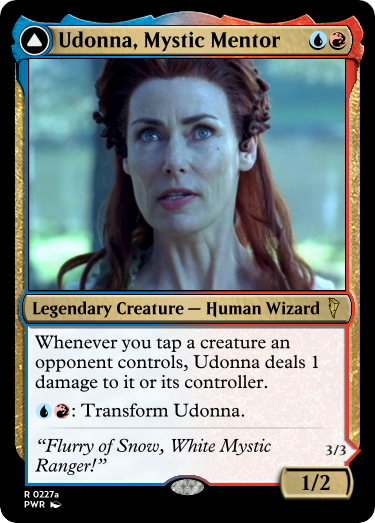 Udonna, Mystic Mentor
Legendary Creature — Human Wizard
Whenever you tap a creature an
opponent controls, Udonna deals 1
damage to it or its controller.
: Transform Udonna.
“Flurry of Snow, White Mystic
Ranger!”
3/3
1/2
R 0227a
PWR